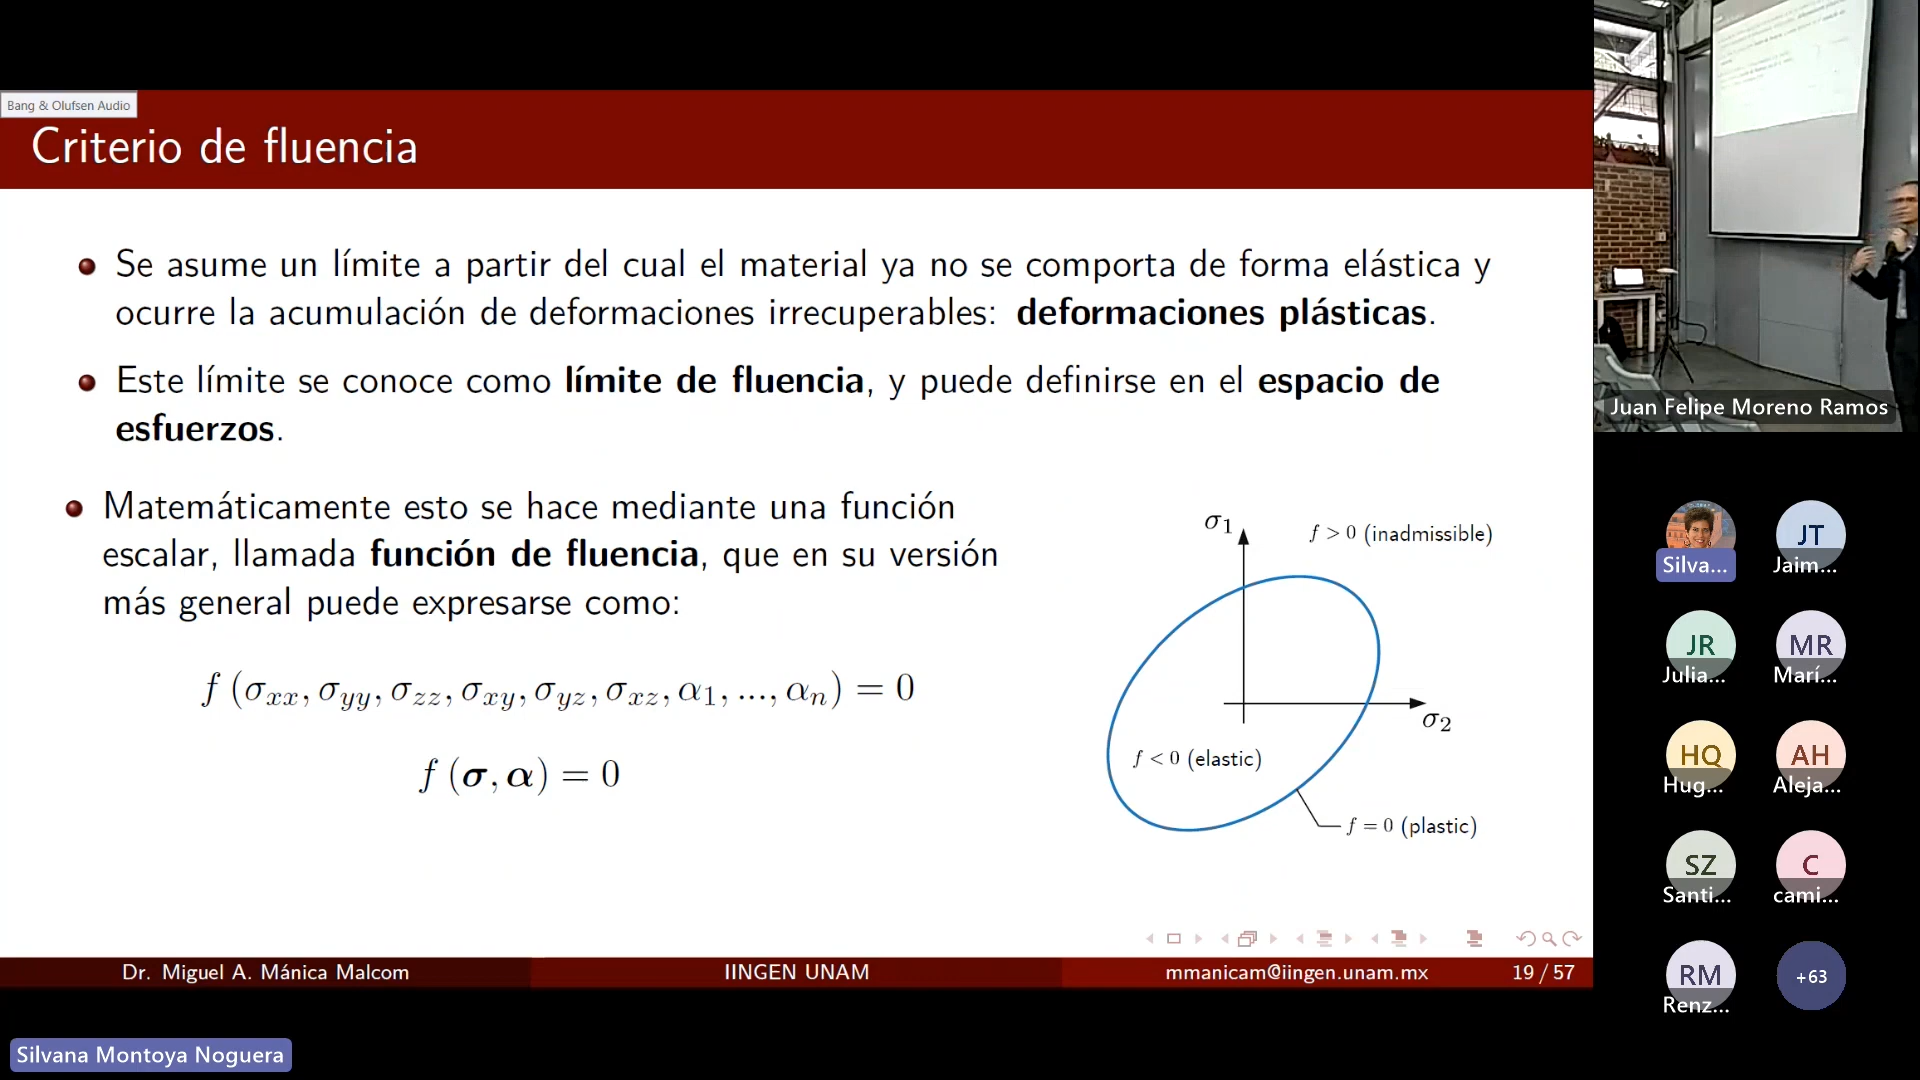 Bang & Olufsen Audio
Criterio de fluencia
Se asume un límite a partir del cual el material ya no se comporta de forma elástica y
ocurre la acumulación de deformaciones irrecuperables: deformaciones plásticas.
Este límite se conoce como límite de fluencia, y puede definirse en el espacio de
esfuerzos.
Matemáticamente esto se hace mediante una función
escalar, llamada función de fluencia, que en su versión
más general puede expresarse como:
f (σxx, σyy, σzz, σxy, σyz, σxz, α1, ..., αn) = 0
f (σ, α) = 0
σ1
f > 0 (inadmissible)
σ2
f < 0 (elastic)
f = 0 (plastic)
Dr. Miguel A. Mánica Malcom
IINGEN UNAM
mmanicam@iingen.unam.mx
19 / 57
Silvana Montoya Noguera
Juan Felipe Moreno Ramos
Silva...
JT
Jaim...
JR
Julia...
MR
Marí...
HQ
Hug...
AH
Aleja...
SZ
Santi...
C
cami...
RM
Renz...
+63